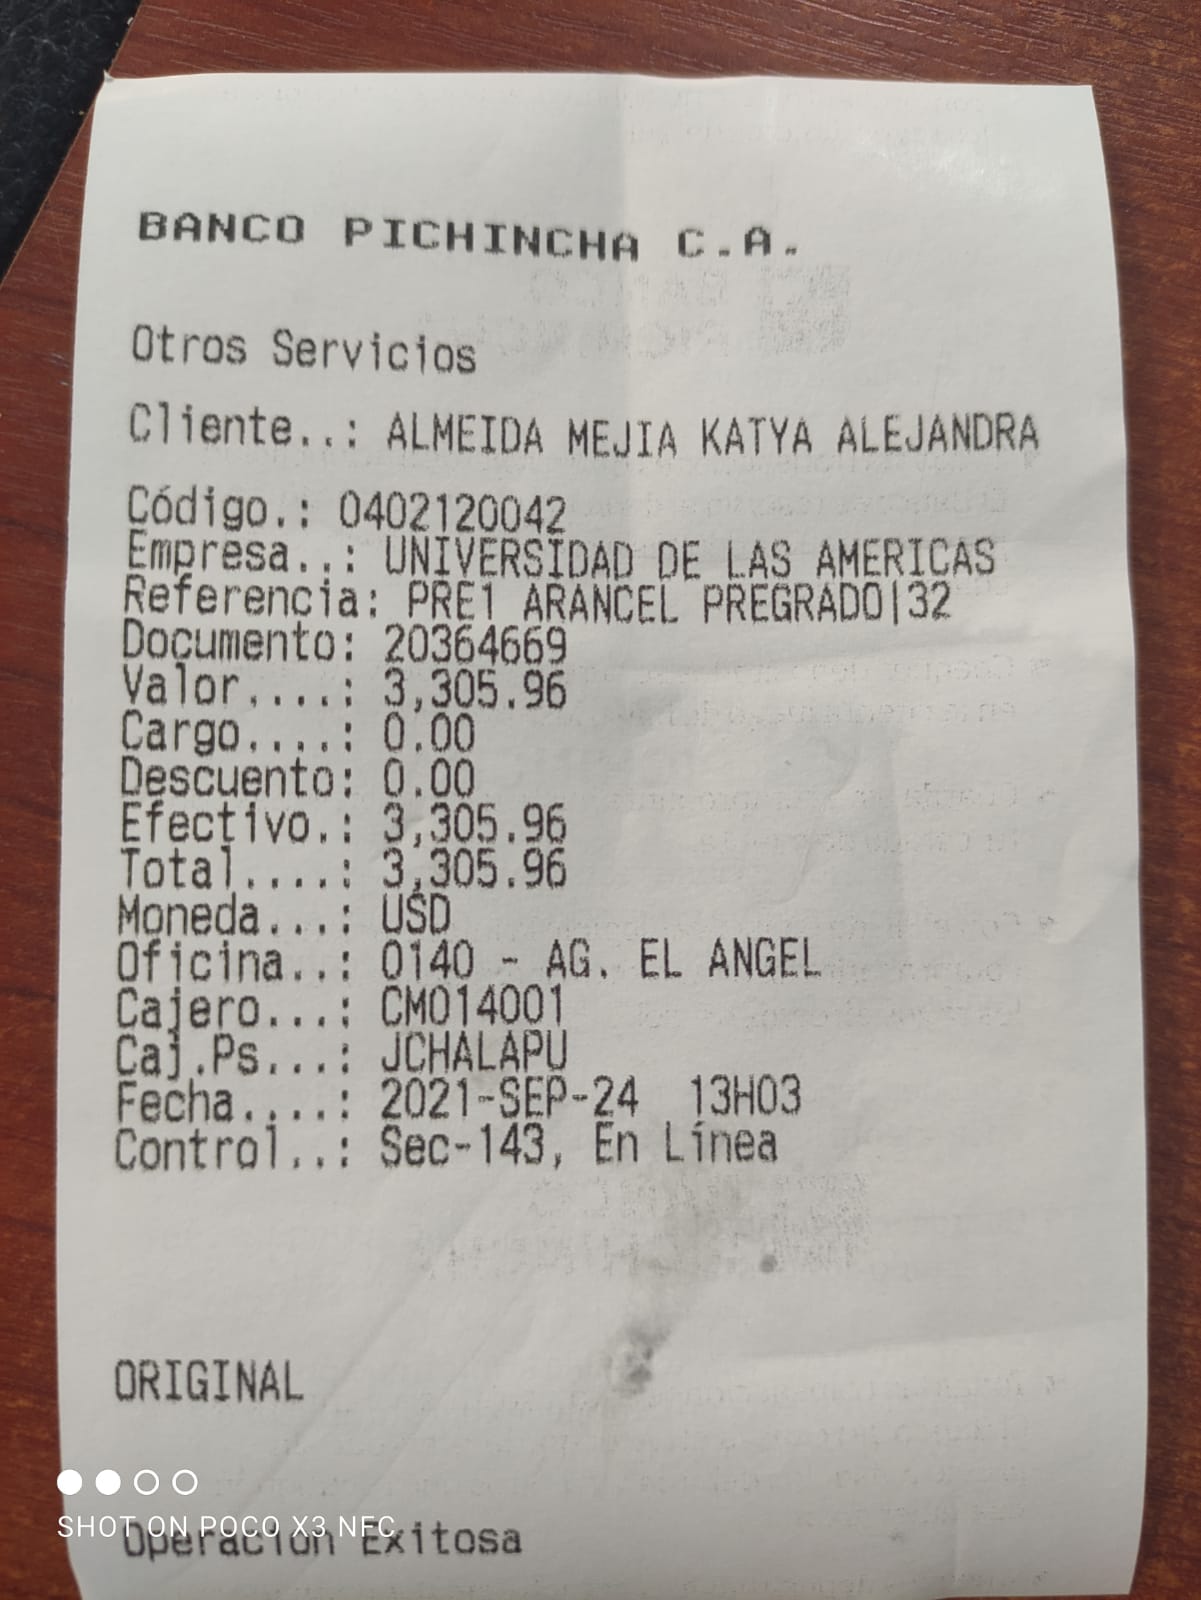 BANCO PICHINCHA C.A.
Otros Servicios
Cliente..: ALMEIDA MEJIA KATYA ALEJANDRA
Código.: 0402120042
Empresa..: UNIVERSIDAD DE LAS AMERICAS
Referencia: PRE1 ARANCEL PREGRADO|32
Documento: 20364669
Valor....: 3,305.96
Cargo....: 0.00
Descuento: 0.00
Efectivo.: 3,305.96
Total....: 3,305.96
Moneda...: USD
Oficina..: 0140 - AG. EL ANGEL
Cajero...: CM014001
Caj.Ps...: JCHALAPU
Fecha....: 2021-SEP-24 13H03
Control..: Sec-143, En Línea
ORIGINAL
SHOT ON POCO X3 NFC
Operación Exitosa